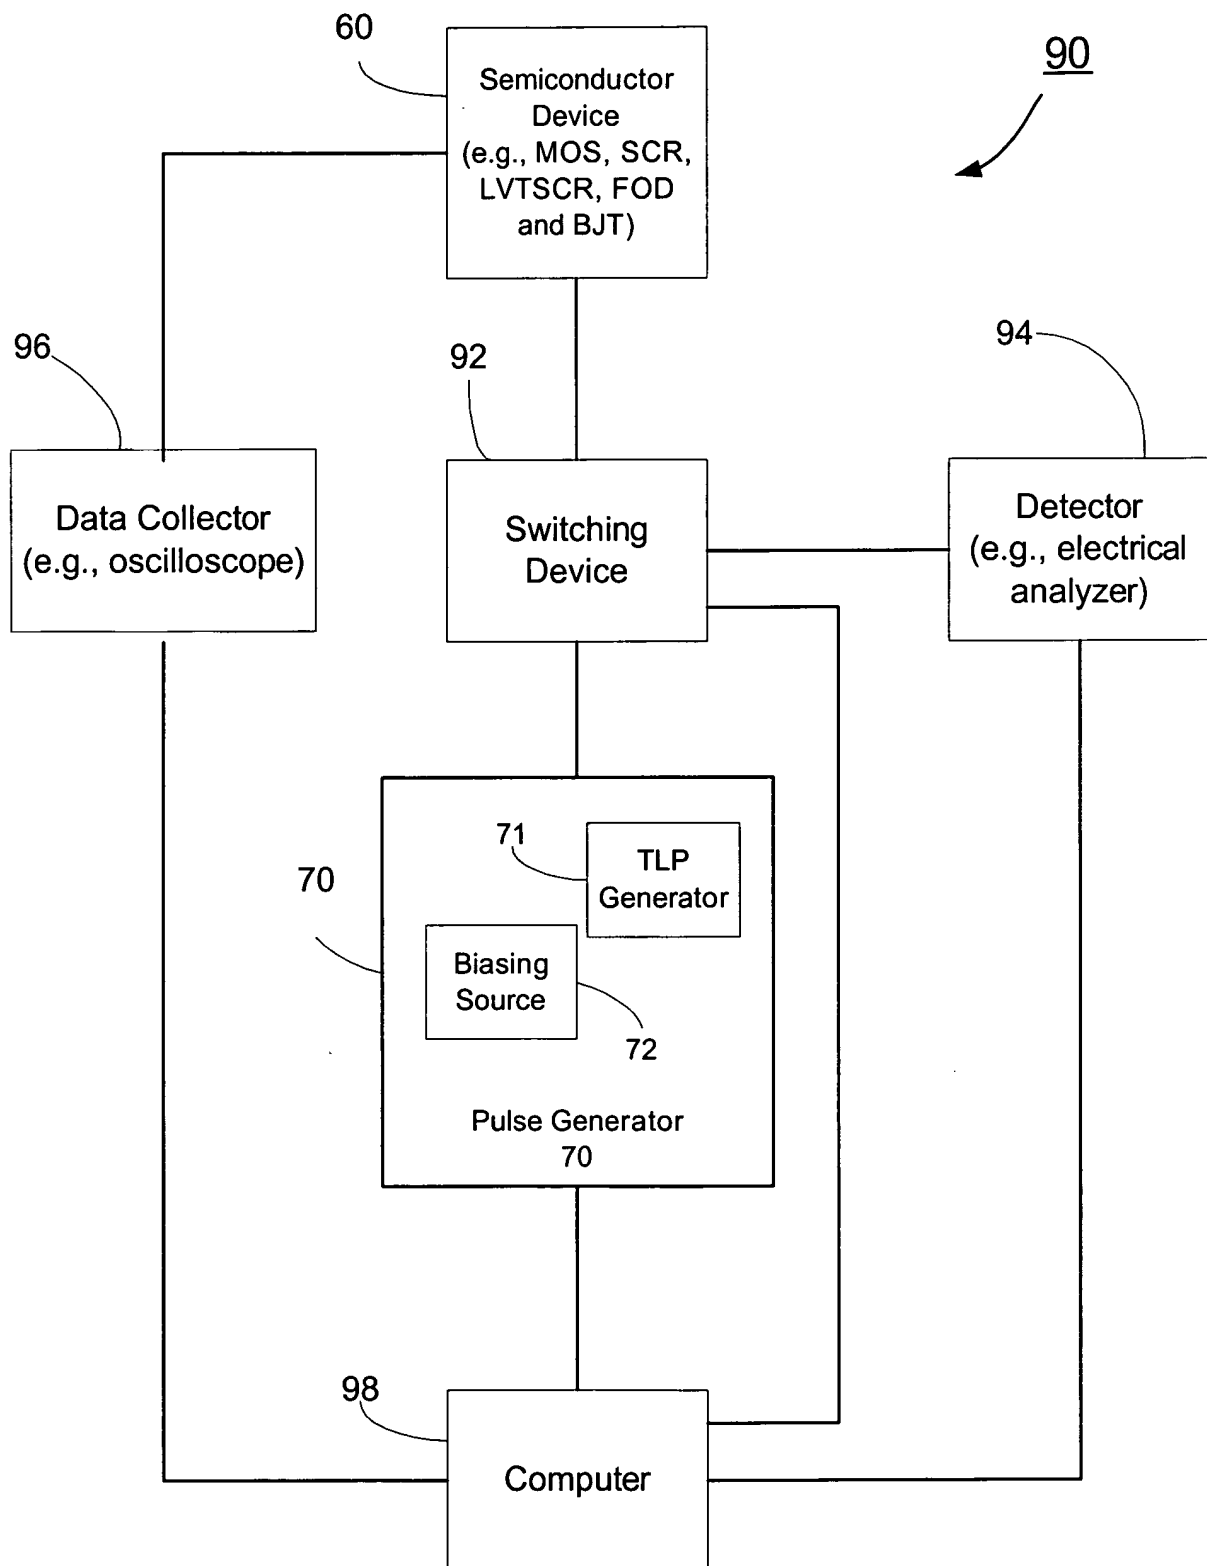 60
90
Semiconductor
Device
(e.g., MOS, SCR,
LVTSCR, FOD
and BJT)
96
92
94
Data Collector
(e.g., oscilloscope)
Switching
Device
Detector
(e.g., electrical
analyzer)
71
TLP
Generator
70
Biasing
Source
72
Pulse Generator
70
98
Computer